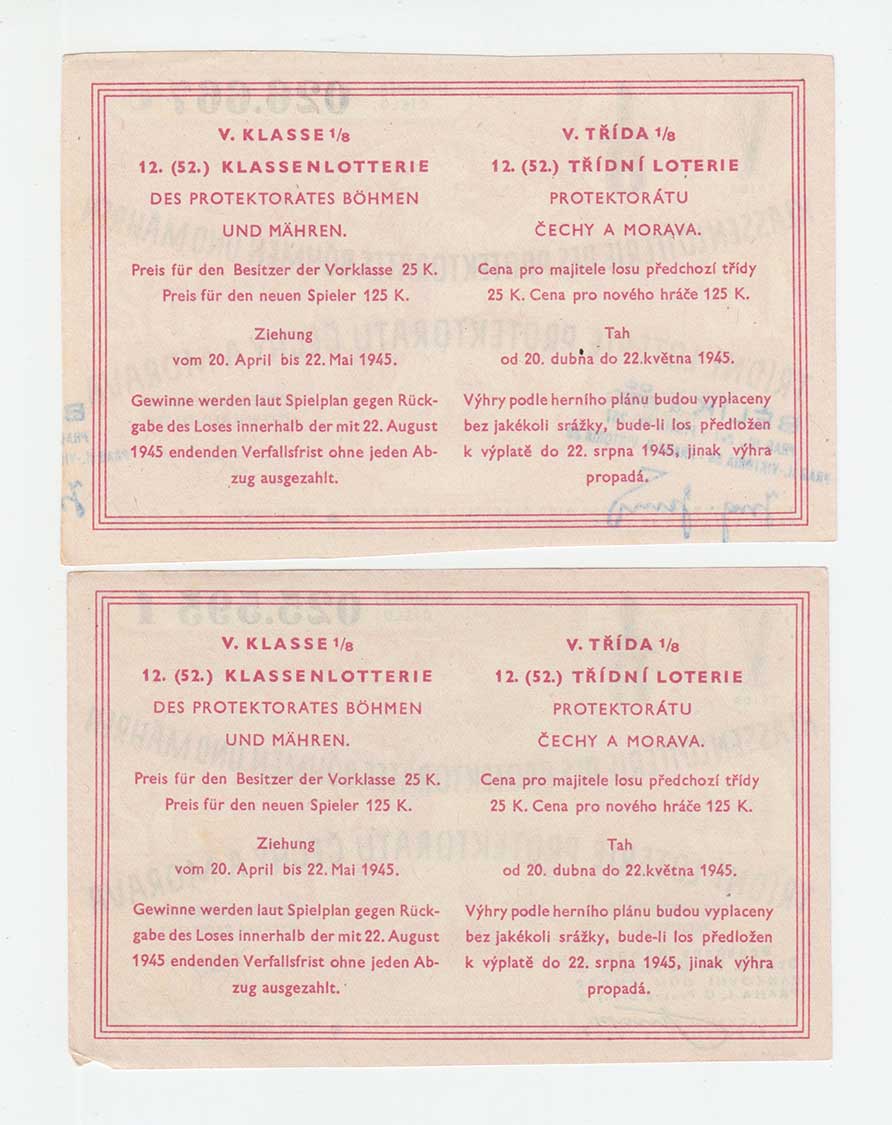 V. KLASSE 1/8
12. (52.) KLASSENLOTTERIE
DES PROTEKTORATES BÖHMEN
UND MÄHREN.
Preis für den Besitzer der Vorklasse 25 K.
Preis für den neuen Spieler 125 K.
Ziehung
vom 20. April bis 22. Mai 1945.
Gewinne werden laut Spielplan gegen Rück-
gabe des Loses innerhalb der mit 22. August
1945 endenden Verfallsfrist ohne jeden Ab-
zug ausgezahlt.
V. TŘÍDA 1/8
12. (52.) TŘÍDNÍ LOTERIE
PROTEKTORÁTU
ČECHY A MORAVA.
Cena pro majitele losu předchozí třídy
25 K. Cena pro nového hráče 125 K.
Tah
od 20. dubna do 22. května 1945.
Výhry podle herního plánu budou vyplaceny
bez jakékoli srážky, bude-li los předložen
k výplatě do 22. srpna 1945, jinak výhra
propadá.
V. KLASSE 1/8
12. (52.) KLASSENLOTTERIE
DES PROTEKTORATES BÖHMEN
UND MÄHREN.
Preis für den Besitzer der Vorklasse 25 K.
Preis für den neuen Spieler 125 K.
Ziehung
vom 20. April bis 22. Mai 1945.
Gewinne werden laut Spielplan gegen Rück-
gabe des Loses innerhalb der mit 22. August
1945 endenden Verfallsfrist ohne jeden Ab-
zug ausgezahlt.
V. TŘÍDA 1/8
12. (52.) TŘÍDNÍ LOTERIE
PROTEKTORÁTU
ČECHY A MORAVA.
Cena pro majitele losu předchozí třídy
25 K. Cena pro nového hráče 125 K.
Tah
od 20. dubna do 22. května 1945.
Výhry podle herního plánu budou vyplaceny
bez jakékoli srážky, bude-li los předložen
k výplatě do 22. srpna 1945, jinak výhra
propadá.